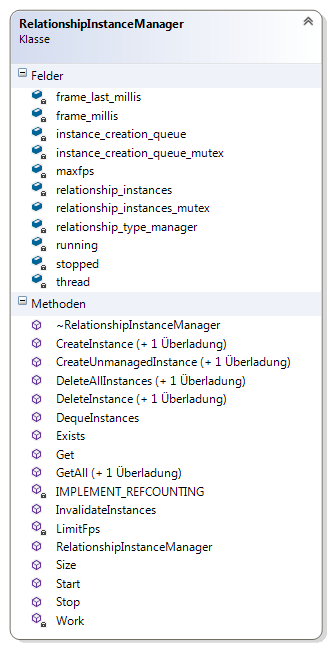 RelationshipInstanceManager
Klasse
Felder
frame_last_millis
frame_millis
instance_creation_queue
instance_creation_queue_mutex
maxfps
relationship_instances
relationship_instances_mutex
relationship_type_manager
running
stopped
thread
Methoden
~RelationshipInstanceManager
CreateInstance (+ 1 Überladung)
CreateUnmanagedInstance (+ 1 Überladung)
DeleteAllInstances (+ 1 Überladung)
DeleteInstance (+ 1 Überladung)
DequeInstances
Exists
Get
GetAll (+ 1 Überladung)
IMPLEMENT_REFCOUNTING
InvalidateInstances
LimitFps
RelationshipInstanceManager
Size
Start
Stop
Work